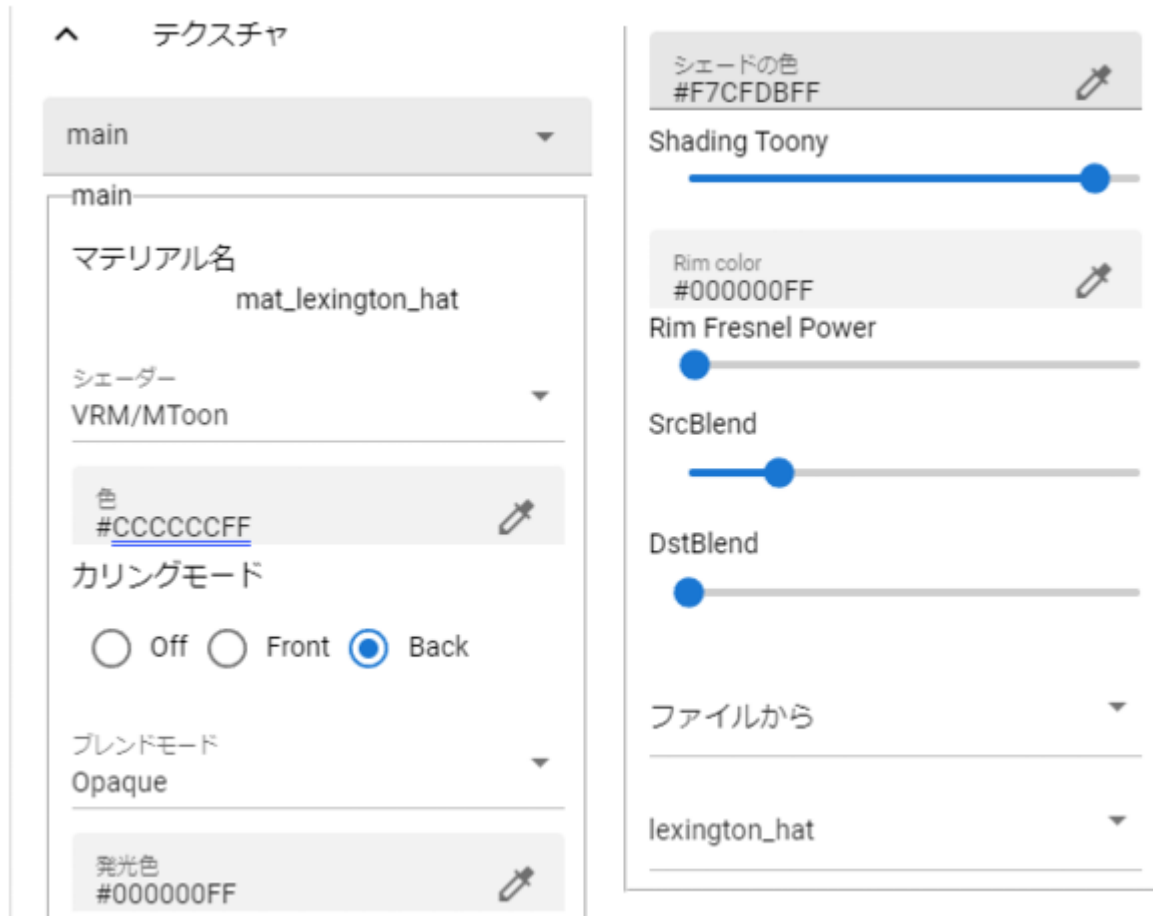 テクスチャ
main
main
マテリアル名
mat_lexington_hat
シェーダー
VRM/MToon
色
#CCCCCCFF
カリングモード
Off Front Back
ブレンドモード
Opaque
発光色
#000000FF
シェードの色
#F7CFDBFF
Shading Toony
Rim color
#000000FF
Rim Fresnel Power
SrcBlend
DstBlend
ファイルから
lexington_hat